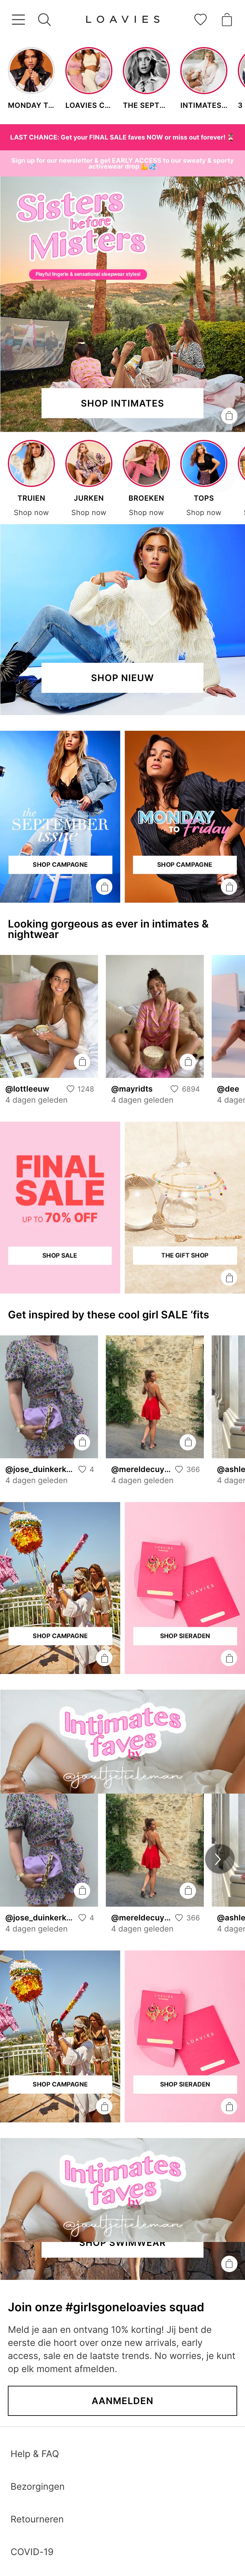 LOAVIES
MONDAY T...
LOAVIES C...
THE SEPT...
INTIMATES...
3
LAST CHANCE: Get your FINAL SALE faves NOW or miss out forever! ⏳
Sign up for our newsletter & get EARLY ACCESS to our sweaty & sporty
activewear drop 💪💦
Sisters
before
Misters
Playful lingerie & sensational sleepwear styles!
SHOP INTIMATES
TRUIEN
JURKEN
BROEKEN
TOPS
Shop now
Shop now
Shop now
Shop now
SHOP NIEUW
the
SEPTEMBER
issue
SHOP CAMPAGNE
MONDAY
TO Friday
SHOP CAMPAGNE
Looking gorgeous as ever in intimates &
nightwear
@lottleeuw 1248
4 dagen geleden
@mayridts 6894
4 dagen geleden
@dee
4 dager
FINAL
SALE
UP TO 70% OFF
SHOP SALE
THE GIFT SHOP
Get inspired by these cool girl SALE 'fits
@jose_duinkerk... 4
4 dagen geleden
@mereldecuy... 366
4 dagen geleden
@ashle
4 dager
SHOP CAMPAGNE
LOAVIES
LOAVIES
SHOP SIERADEN
Intimates
faves
by
@jaultjetieleman
@jose_duinkerk... 4
4 dagen geleden
@mereldecuy... 366
4 dagen geleden
@ashle
4 dager
SHOP CAMPAGNE
LOAVIES
LOAVIES
SHOP SIERADEN
Intimates
faves
by
@jaultjetieleman
SHOP SWIMWEAR
Join onze #girlsgoneloavies squad
Meld je aan en ontvang 10% korting! Jij bent de
eerste die hoort over onze new arrivals, early
access, sale en de laatste trends. No worries, je kunt
op elk moment afmelden.
AANMELDEN
Help & FAQ
Bezorgingen
Retourneren
COVID-19